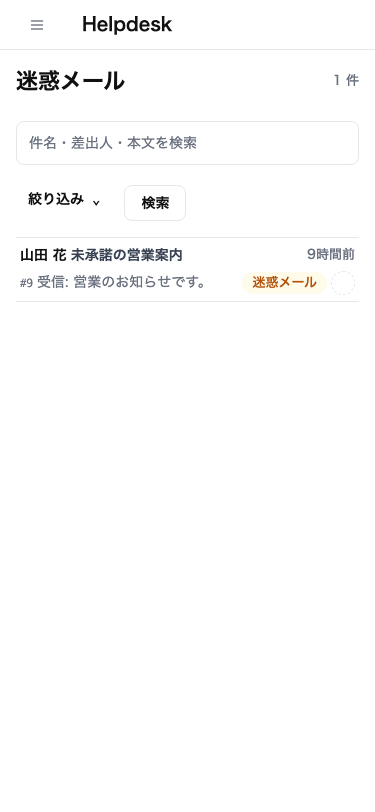 Helpdesk
迷惑メール 1 件
件名・差出人・本文を検索
絞り込み 検索
山田 花 未承諾の営業案内 9時間前
#9 受信: 営業のお知らせです。 迷惑メール